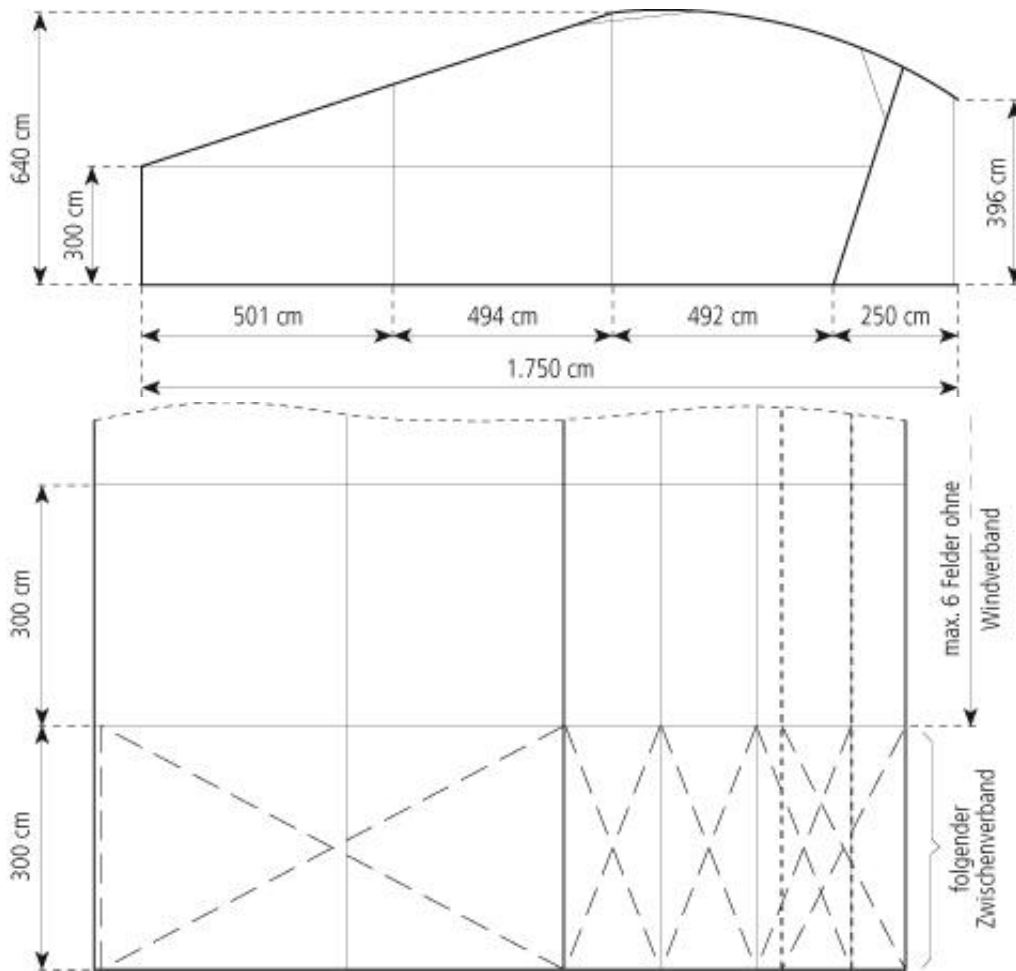 640 cm
300 cm
396 cm
501 cm
494 cm
492 cm
250 cm
1.750 cm
300 cm
max. 6 Felder ohne
Windverband
300 cm
folgender
Zwischenverband